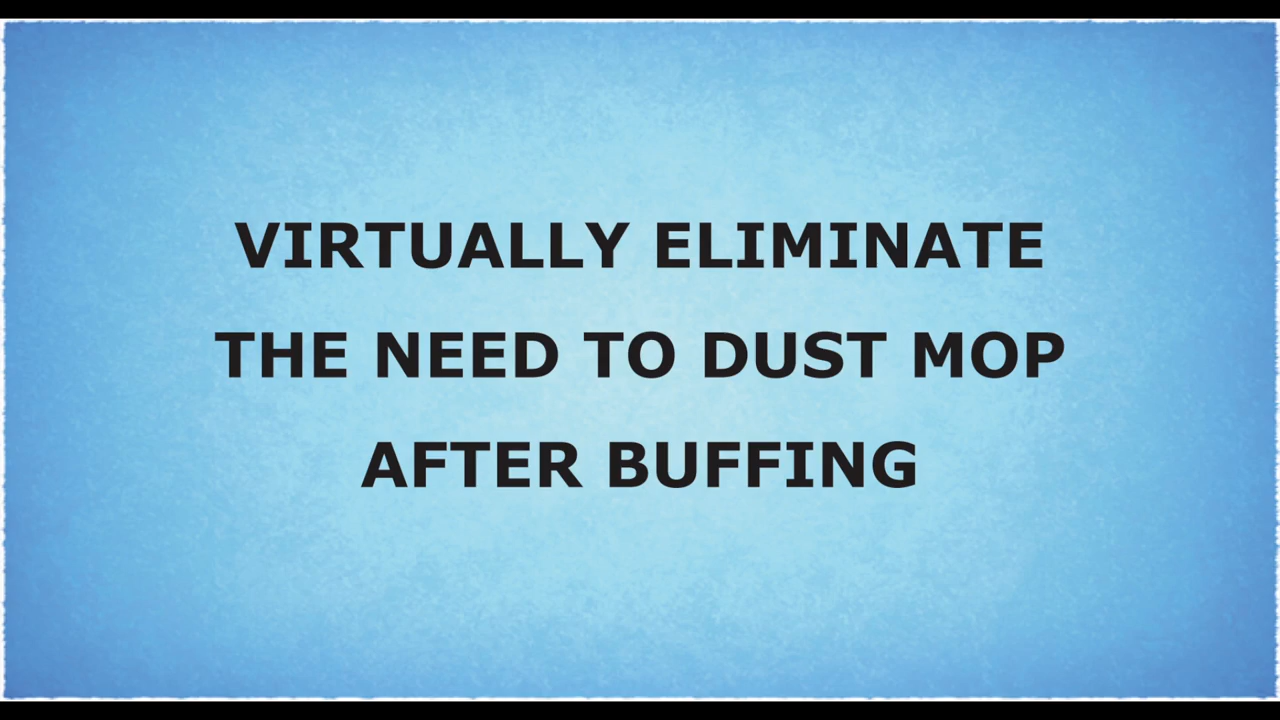 VIRTUALLY ELIMINATE
THE NEED TO DUST MOP
AFTER BUFFING